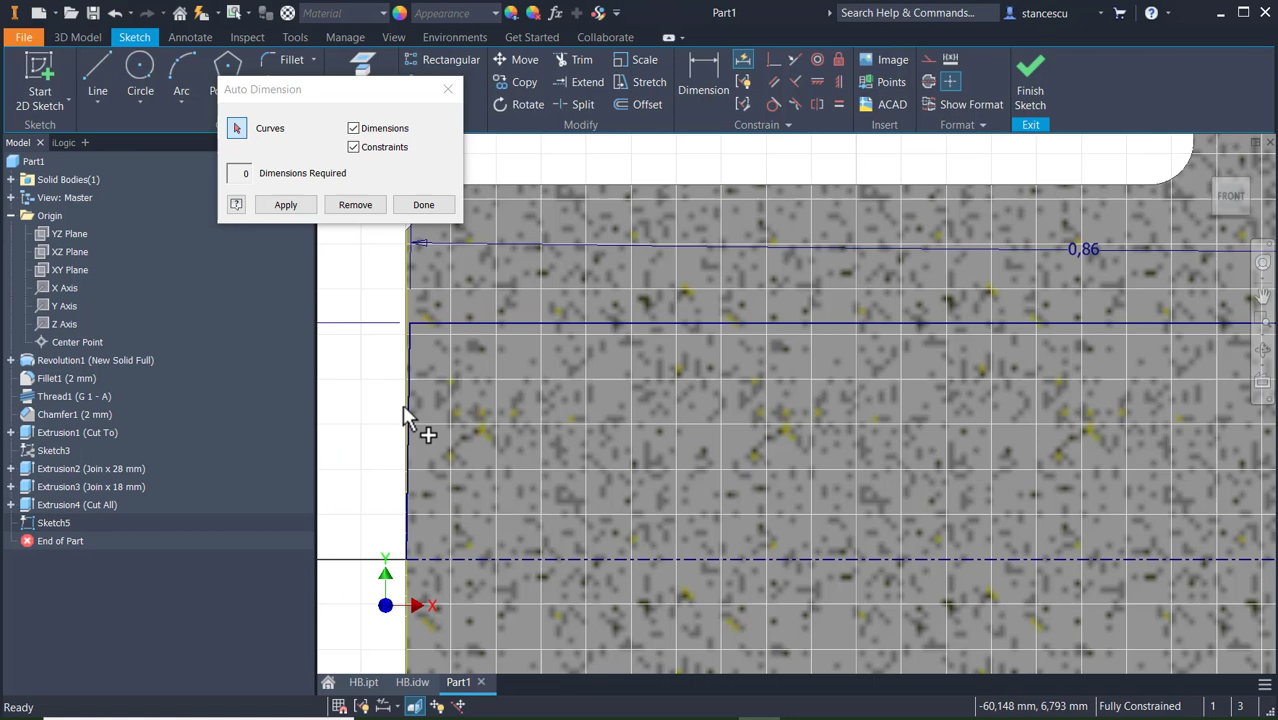 Material
Appearance
Part1
Search Help & Commands...
stancescu
File
3D Model
Sketch
Annotate
Inspect
Tools
Manage
View
Environments
Get Started
Collaborate
Start
2D Sketch
Line
Circle
Arc
Fillet
Rectangular
Move
Copy
Rotate
Trim
Extend
Split
Scale
Stretch
Offset
Dimension
Image
Points
ACAD
Show Format
Finish
Sketch
Sketch
Modify
Constrain
Insert
Format
Exit
Model
iLogic
Auto Dimension
Curves
Dimensions
Constraints
0 Dimensions Required
Apply
Remove
Done
Part1
Solid Bodies(1)
View: Master
Origin
YZ Plane
XZ Plane
XY Plane
X Axis
Y Axis
Z Axis
Center Point
Revolution1 (New Solid Full)
Fillet1 (2 mm)
Thread1 (G 1 - A)
Chamfer1 (2 mm)
Extrusion1 (Cut To)
Sketch3
Extrusion2 (Join x 28 mm)
Extrusion3 (Join x 18 mm)
Extrusion4 (Cut All)
Sketch5
End of Part
FRONT
0,86
Y
X
HB.ipt
HB.idw
Part1
Ready
-60,148 mm, 6,793 mm
Fully Constrained
1
3